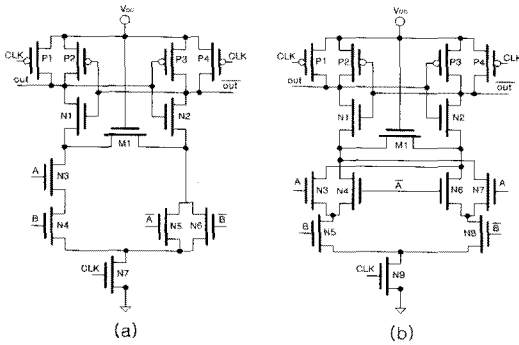 VDD VDD
CLK P1 P2 P3 P4 CLK CLK P1 P2 P3 P4 CLK
out out out out
N1 N2 N1 N2
M1 M1
A N3 A N3 N4 A N6 N7 A
B N4 A N5 N6 B B N5 N8 B
CLK N7 CLK N9
(a) (b)